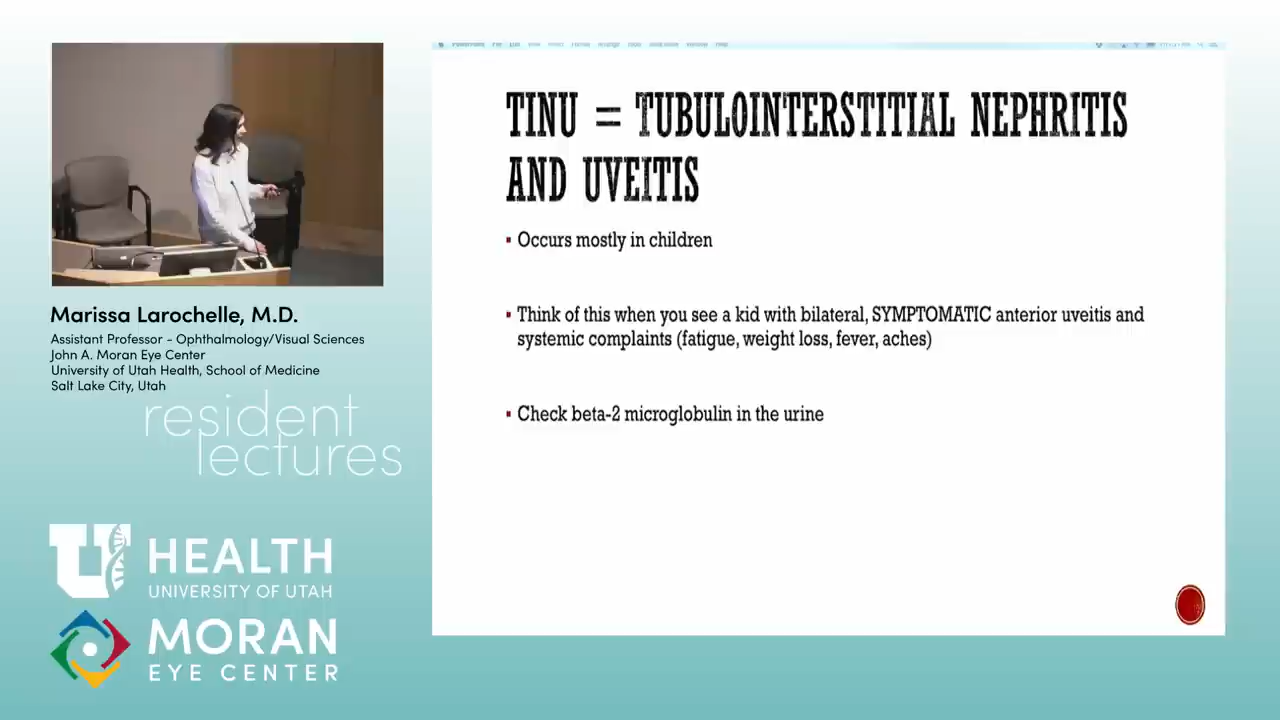 TINU = TUBULOINTERSTITIAL NEPHRITIS
AND UVEITIS
▪ Occurs mostly in children
▪ Think of this when you see a kid with bilateral, SYMPTOMATIC anterior uveitis and
systemic complaints (fatigue, weight loss, fever, aches)
▪ Check beta-2 microglobulin in the urine
Marissa Larochelle, M.D.
Assistant Professor - Ophthalmology/Visual Sciences
John A. Moran Eye Center
University of Utah Health, School of Medicine
Salt Lake City, Utah
resident
lectures
U HEALTH
UNIVERSITY OF UTAH
MORAN
EYE CENTER